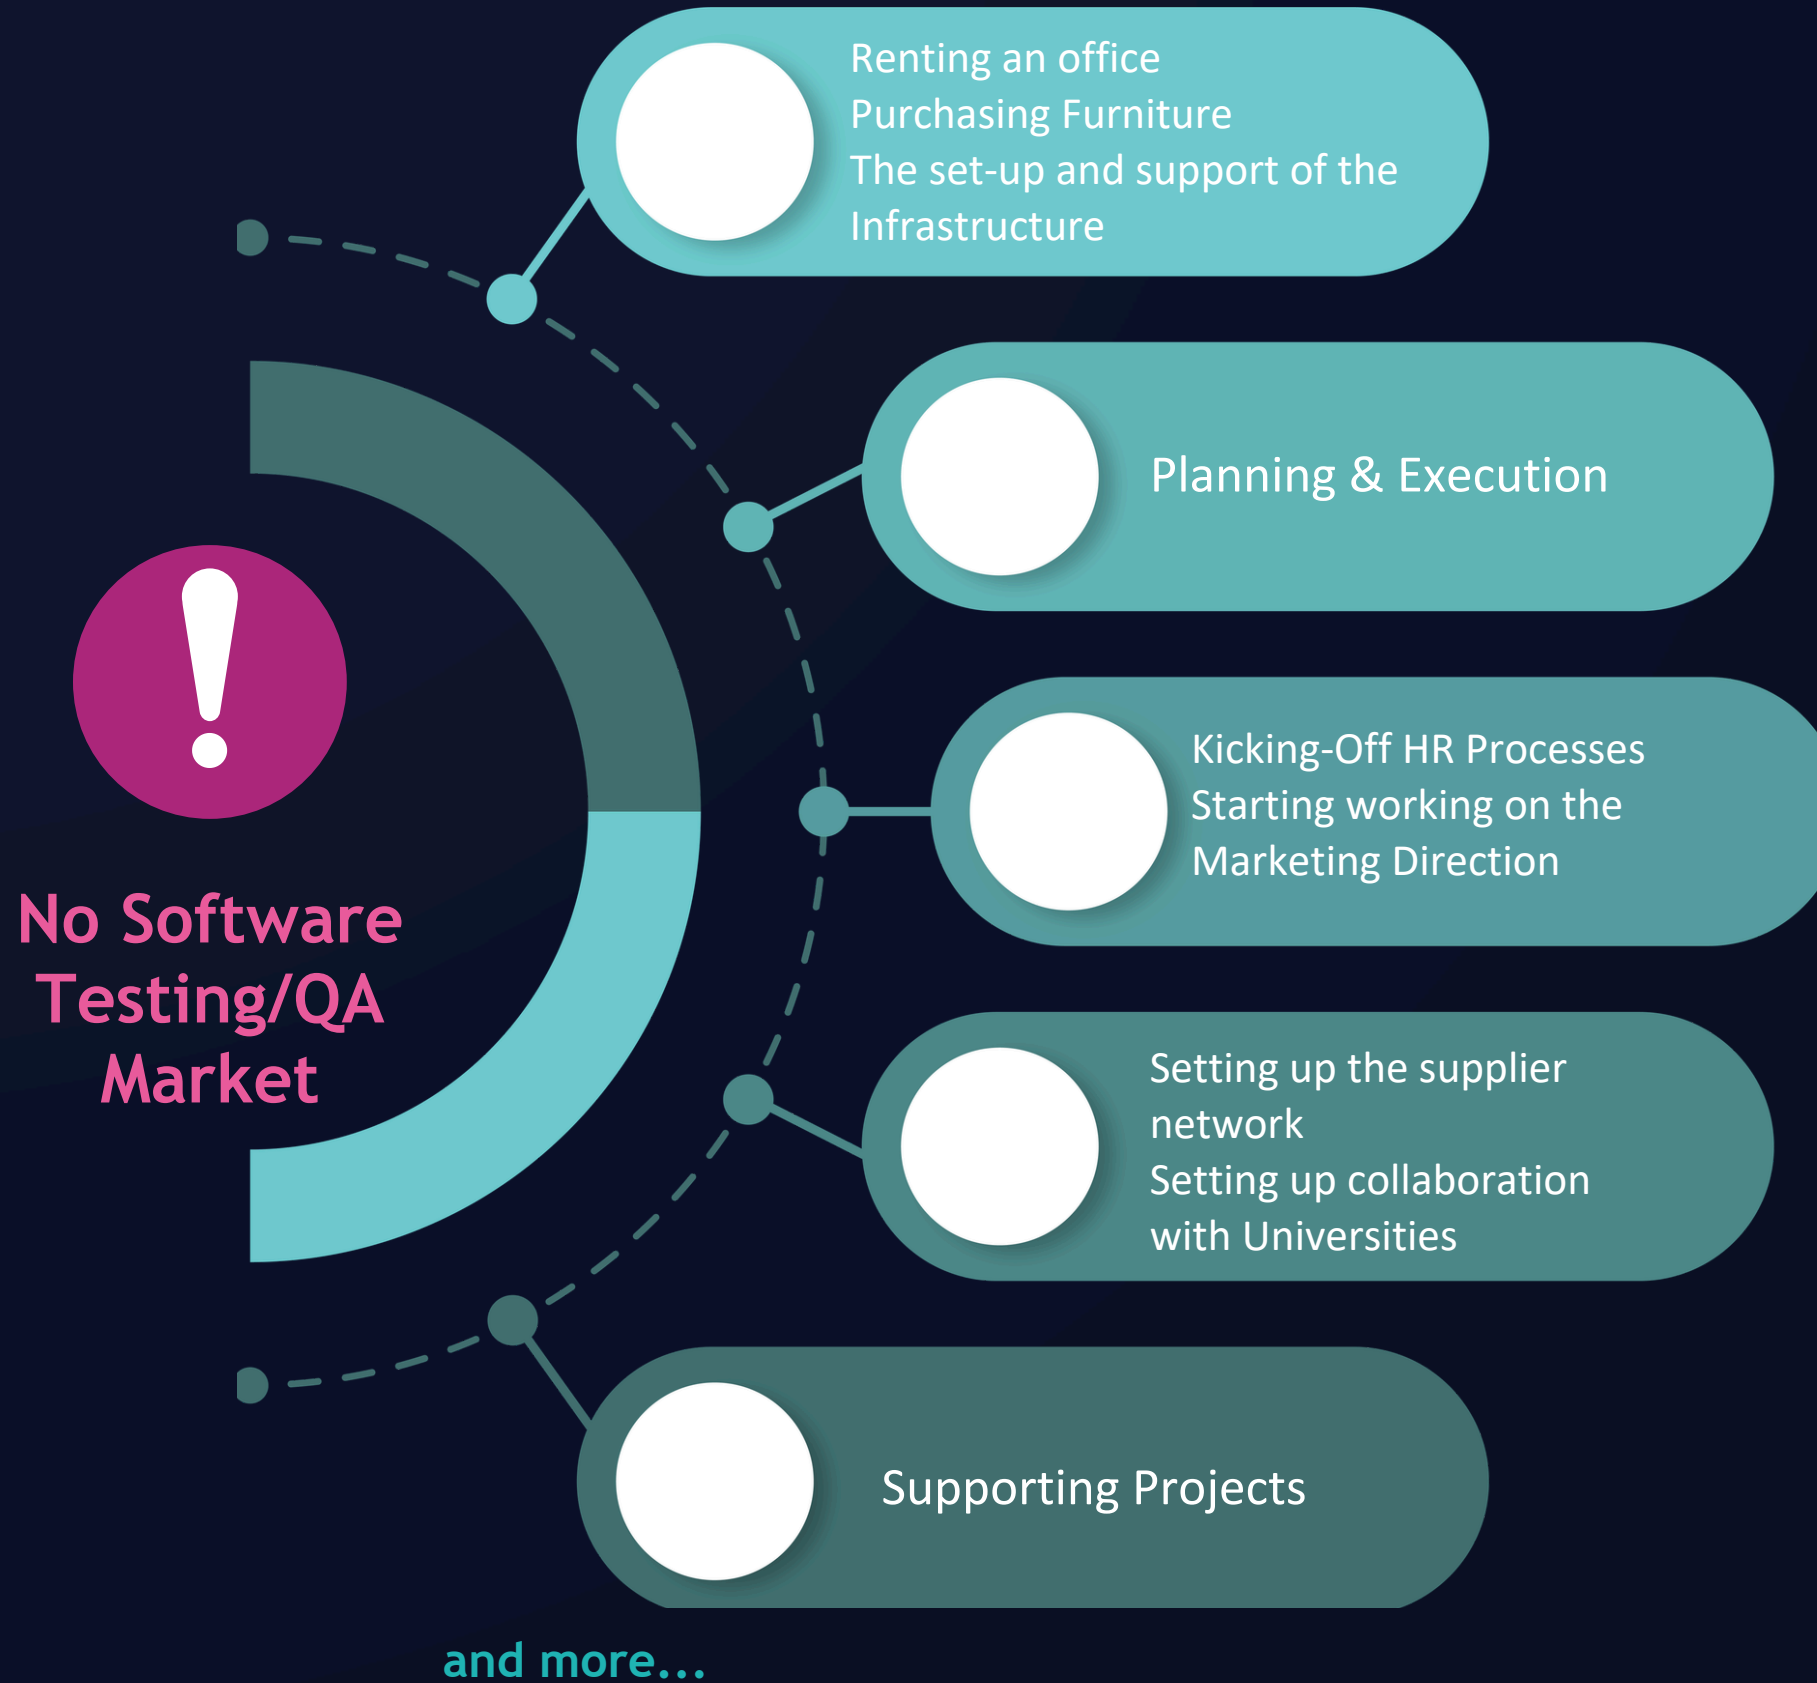 Renting an office
Purchasing Furniture
The set-up and support of the
Infrastructure
Planning & Execution
Kicking-Off HR Processes
Starting working on the
Marketing Direction
No Software
Testing/QA
Market
Setting up the supplier
network
Setting up collaboration
with Universities
Supporting Projects
and more...